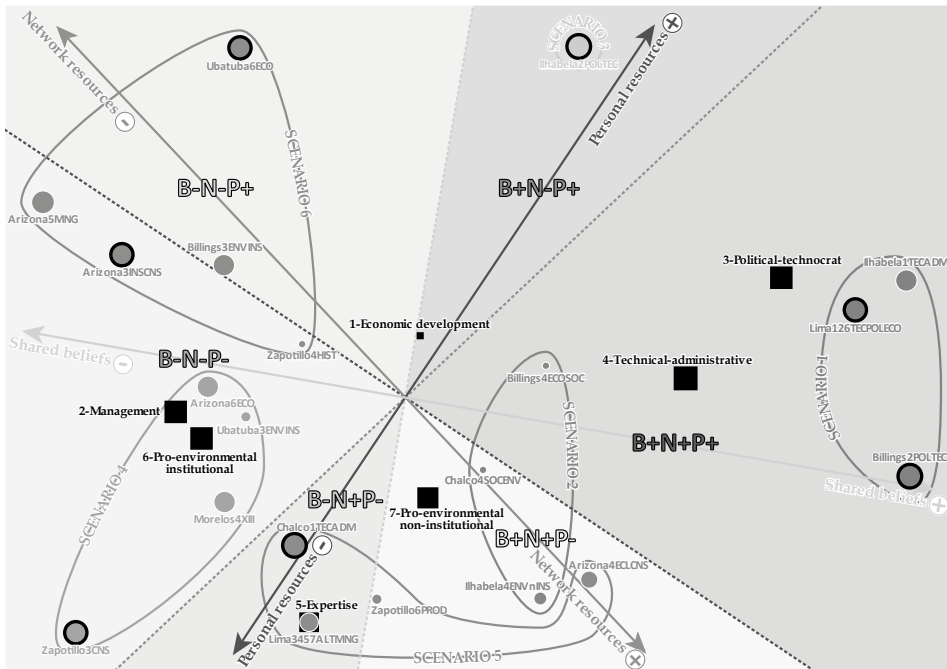 Network resources
-
Ubatuba6ECO
SCENARIO 6
B-N-P+
Arizona5MNG
Billings3ENVINS
Arizona3INSCNS
Zapotillo4HIST
SCENARIO 3
Ilhabela2POLTEC
Personal resources
+
B+N-P+
3-Political-technocrat
Ilhabela1TECADM
Lima126TECPOLECO
SCENARIO 1
Billings2POLTEC
Shared beliefs
+
1-Economic development
4-Technical-administrative
B+N+P+
Shared beliefs
-
B-N-P-
Arizona6ECO
2-Management
Ubatuba3ENVINS
6-Pro-environmental
institutional
Morelos4XIII
SCENARIO 4
Zapotillo3CNS
Billings4ECOSOC
SCENARIO 2
Chalco4SOCENV
7-Pro-environmental
non-institutional
B+N+P-
Ilhabela4ENVnINS
Arizona4ECLCNS
Network resources
+
B-N+P-
Chalco1TECADM
-
Personal resources
5-Expertise
Lima3457ALTMNG
Zapotillo6PROD
SCENARIO 5